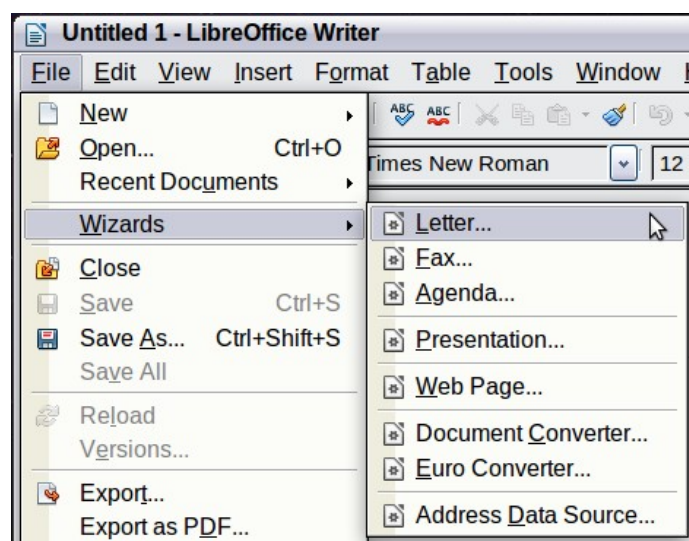 Untitled 1 - LibreOffice Writer
File Edit View Insert Format Table Tools Window
New
Open... Ctrl+O
Recent Documents
Wizards
Close
Save Ctrl+S
Save As... Ctrl+Shift+S
Save All
Reload
Versions...
Export...
Export as PDF...
ABC ABC
Times New Roman 12
Letter...
Fax...
Agenda...
Presentation...
Web Page...
Document Converter...
Euro Converter...
Address Data Source...